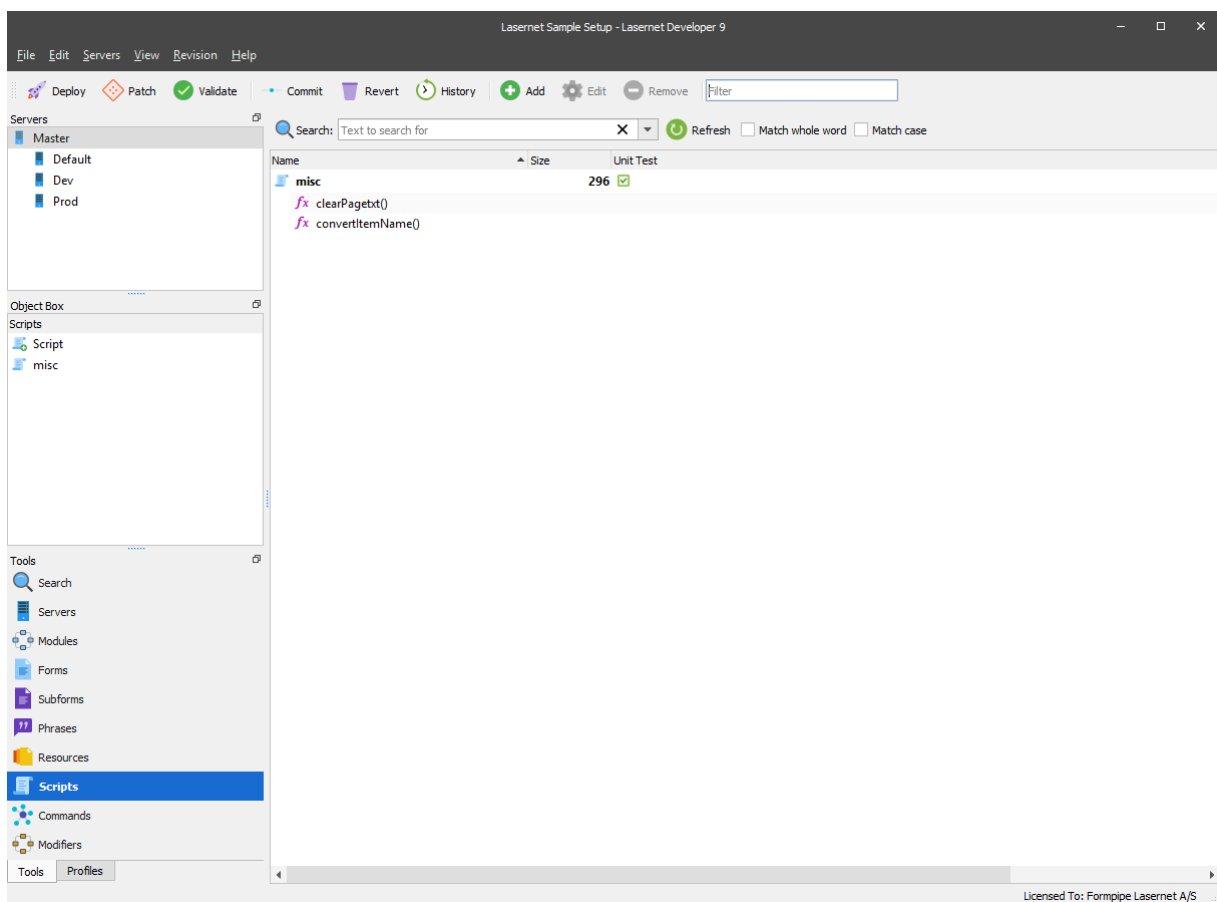 Lasernet Sample Setup - Lasernet Developer 9
File Edit Servers View Revision Help
Deploy Patch Validate Commit Revert History Add Edit Remove Filter
Servers
Master
Default
Dev
Prod
Object Box
Scripts
Script
misc
Tools
Search
Servers
Modules
Forms
Subforms
Phrases
Resources
Scripts
Commands
Modifiers
Tools Profiles
Search: Text to search for Refresh Match whole word Match case
Name Size Unit Test
misc 296
fx clearPagetxt()
fx convertItemName()
Licensed To: Formpipe Lasernet A/S